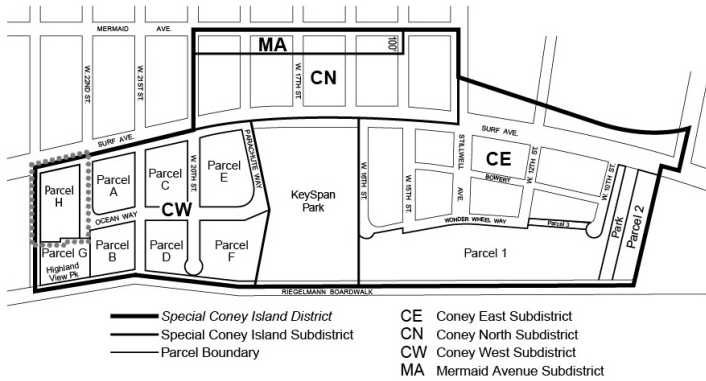 MERMAID AVE.
MA
100'
CN
W. 22ND ST.
W. 21ST ST.
W. 17TH ST.
SURF AVE.
SURF AVE.
Parcel
H
Parcel
A
Parcel
C
W. 20TH ST.
Parcel
E
PARACHUTE WAY
KeySpan
Park
W. 16TH ST.
W. 15TH ST.
STILLWELL
AVE.
CE
BOWERY
W. 12TH ST.
W. 10TH ST.
OCEAN WAY
CW
WONDER WHEEL WAY
Parcel 3
Parcel G
Highland
View Pk
Parcel
B
Parcel
D
Parcel
F
Parcel 1
Park
Parcel 2
RIEGELMANN BOARDWALK
Special Coney Island District
Special Coney Island Subdistrict
Parcel Boundary
CE Coney East Subdistrict
CN Coney North Subdistrict
CW Coney West Subdistrict
MA Mermaid Avenue Subdistrict